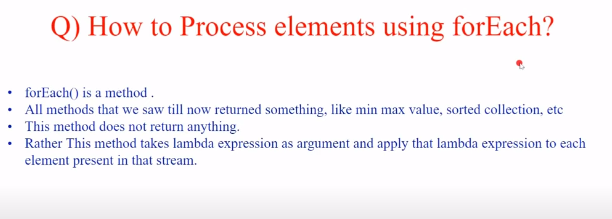 Q) How to Process elements using forEach?
• forEach() is a method .
• All methods that we saw till now returned something, like min max value, sorted collection, etc
• This method does not return anything.
• Rather This method takes lambda expression as argument and apply that lambda expression to each
element present in that stream.